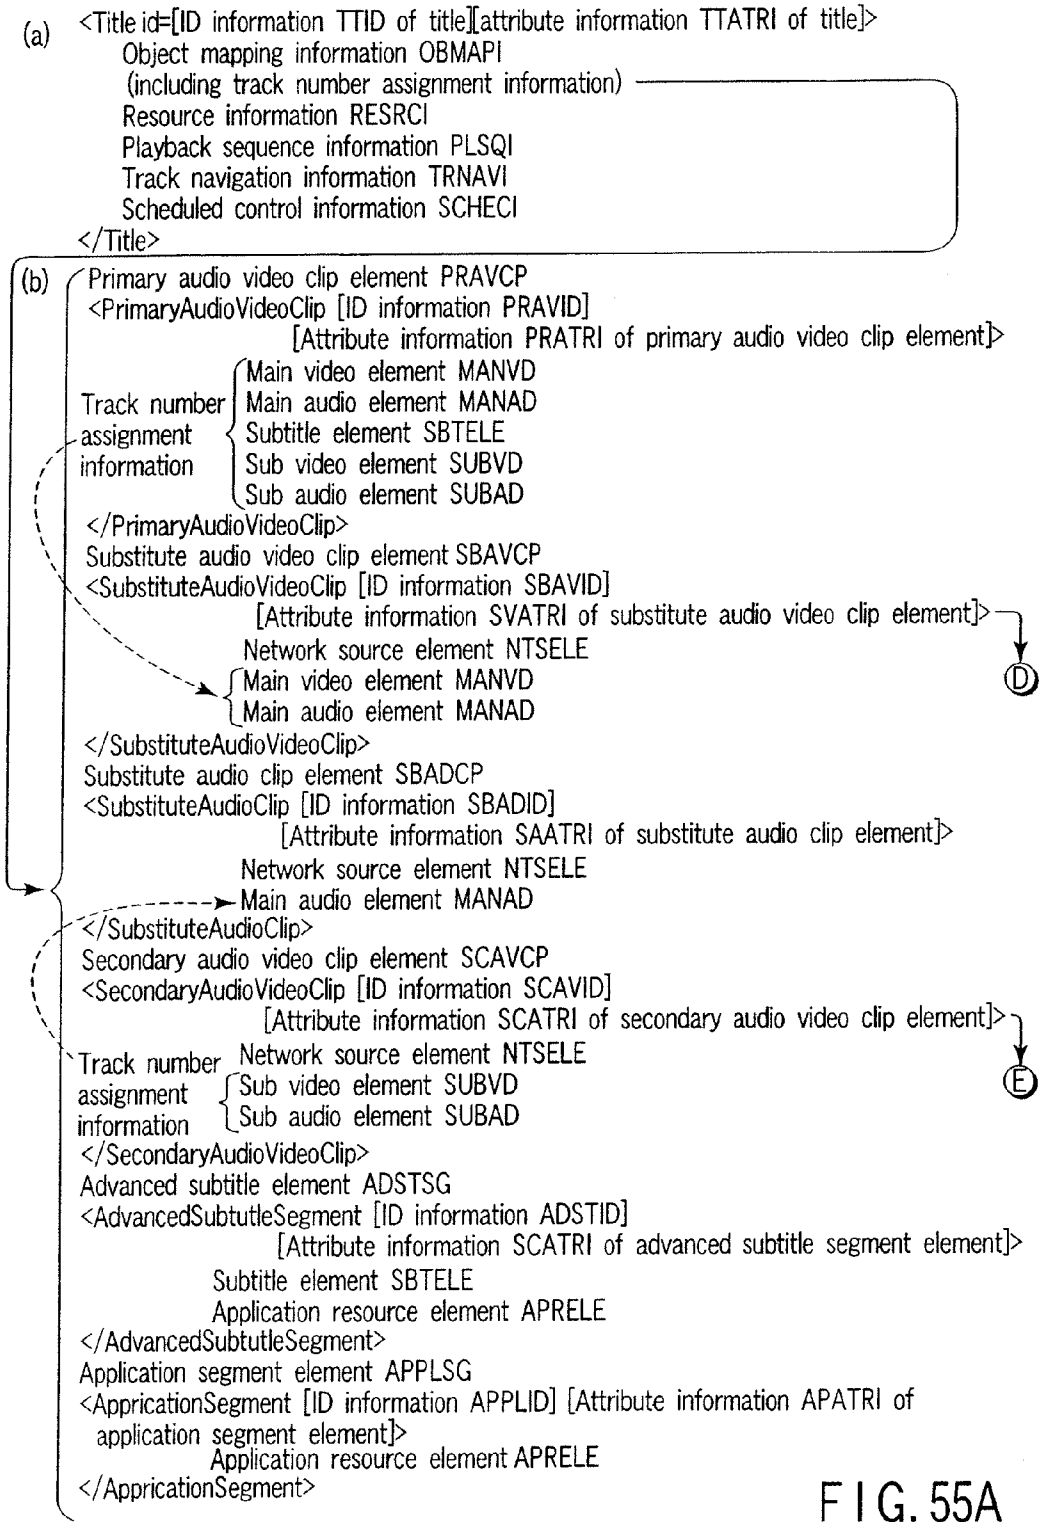 (a) <Title id=[ID information TTID of title][attribute information TTATRI of title]>
Object mapping information OBMAPI
(including track number assignment information)
Resource information RESRCI
Playback sequence information PLSQI
Track navigation information TRNAVI
Scheduled control information SCHECI
</Title>
(b) Primary audio video clip element PRAVCP
<PrimaryAudioVideoClip [ID information PRAVID]
[Attribute information PRATRI of primary audio video clip element]>
Main video element MANVD
Track number Main audio element MANAD
assignment Subtitle element SBTELE
information Sub video element SUBVD
Sub audio element SUBAD
</PrimaryAudioVideoClip>
Substitute audio video clip element SBAVCP
<SubstituteAudioVideoClip [ID information SBAVID]
[Attribute information SVATRI of substitute audio video clip element]>
Network source element NTSELE
Main video element MANVD D
Main audio element MANAD
</SubstituteAudioVideoClip>
Substitute audio clip element SBADCP
<SubstituteAudioClip [ID information SBADID]
[Attribute information SAATRI of substitute audio clip element]>
Network source element NTSELE
Main audio element MANAD
</SubstituteAudioClip>
Secondary audio video clip element SCAVCP
<SecondaryAudioVideoClip [ID information SCAVID]
[Attribute information SCATRI of secondary audio video clip element]>
Track number Network source element NTSELE
assignment Sub video element SUBVD E
information Sub audio element SUBAD
</SecondaryAudioVideoClip>
Advanced subtitle element ADSTSG
<AdvancedSubtutleSegment [ID information ADSTID]
[Attribute information SCATRI of advanced subtitle segment element]>
Subtitle element SBTELE
Application resource element APRELE
</AdvancedSubtutleSegment>
Application segment element APPLSG
<AppricationSegment [ID information APPLID] [Attribute information APATRI of
application segment element]>
Application resource element APRELE
</AppricationSegment>
FIG. 55A